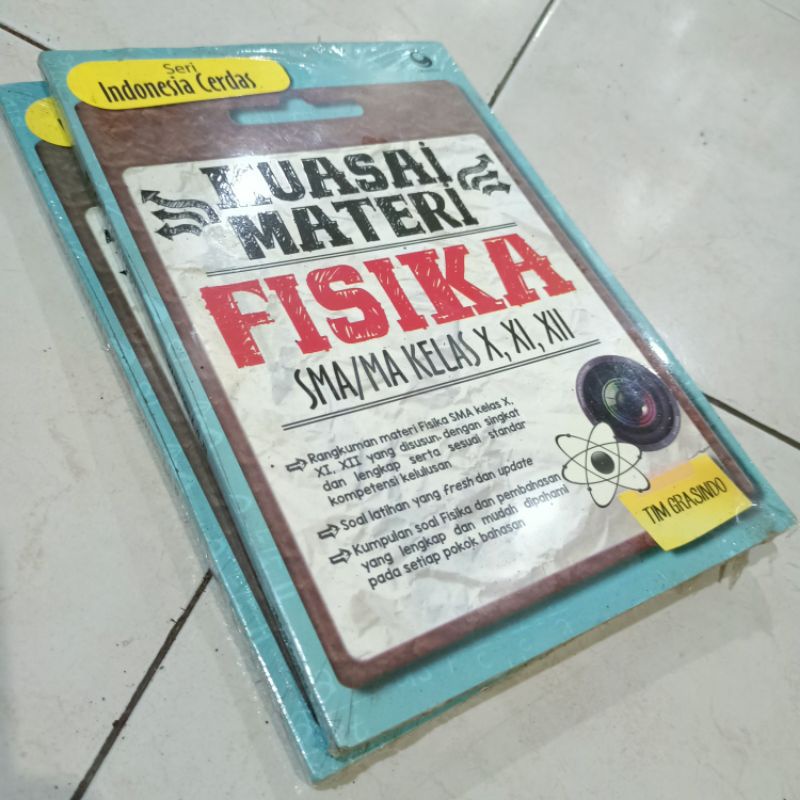 Seri
Indonesia Cerdas
KUASAI
MATERI
FISIKA
SMA/MA KELAS X, XI, XII
Rangkuman materi Fisika SMA kelas X,
XI, XII yang disusun dengan singkat
dan lengkap serta sesuai standar
kompetensi kelulusan
Soal latihan yang fresh dan update
Kumpulan soal Fisika dan pembahasan
yang lengkap dan mudah dipahami
pada setiap pokok bahasan
TIM GRASINDO